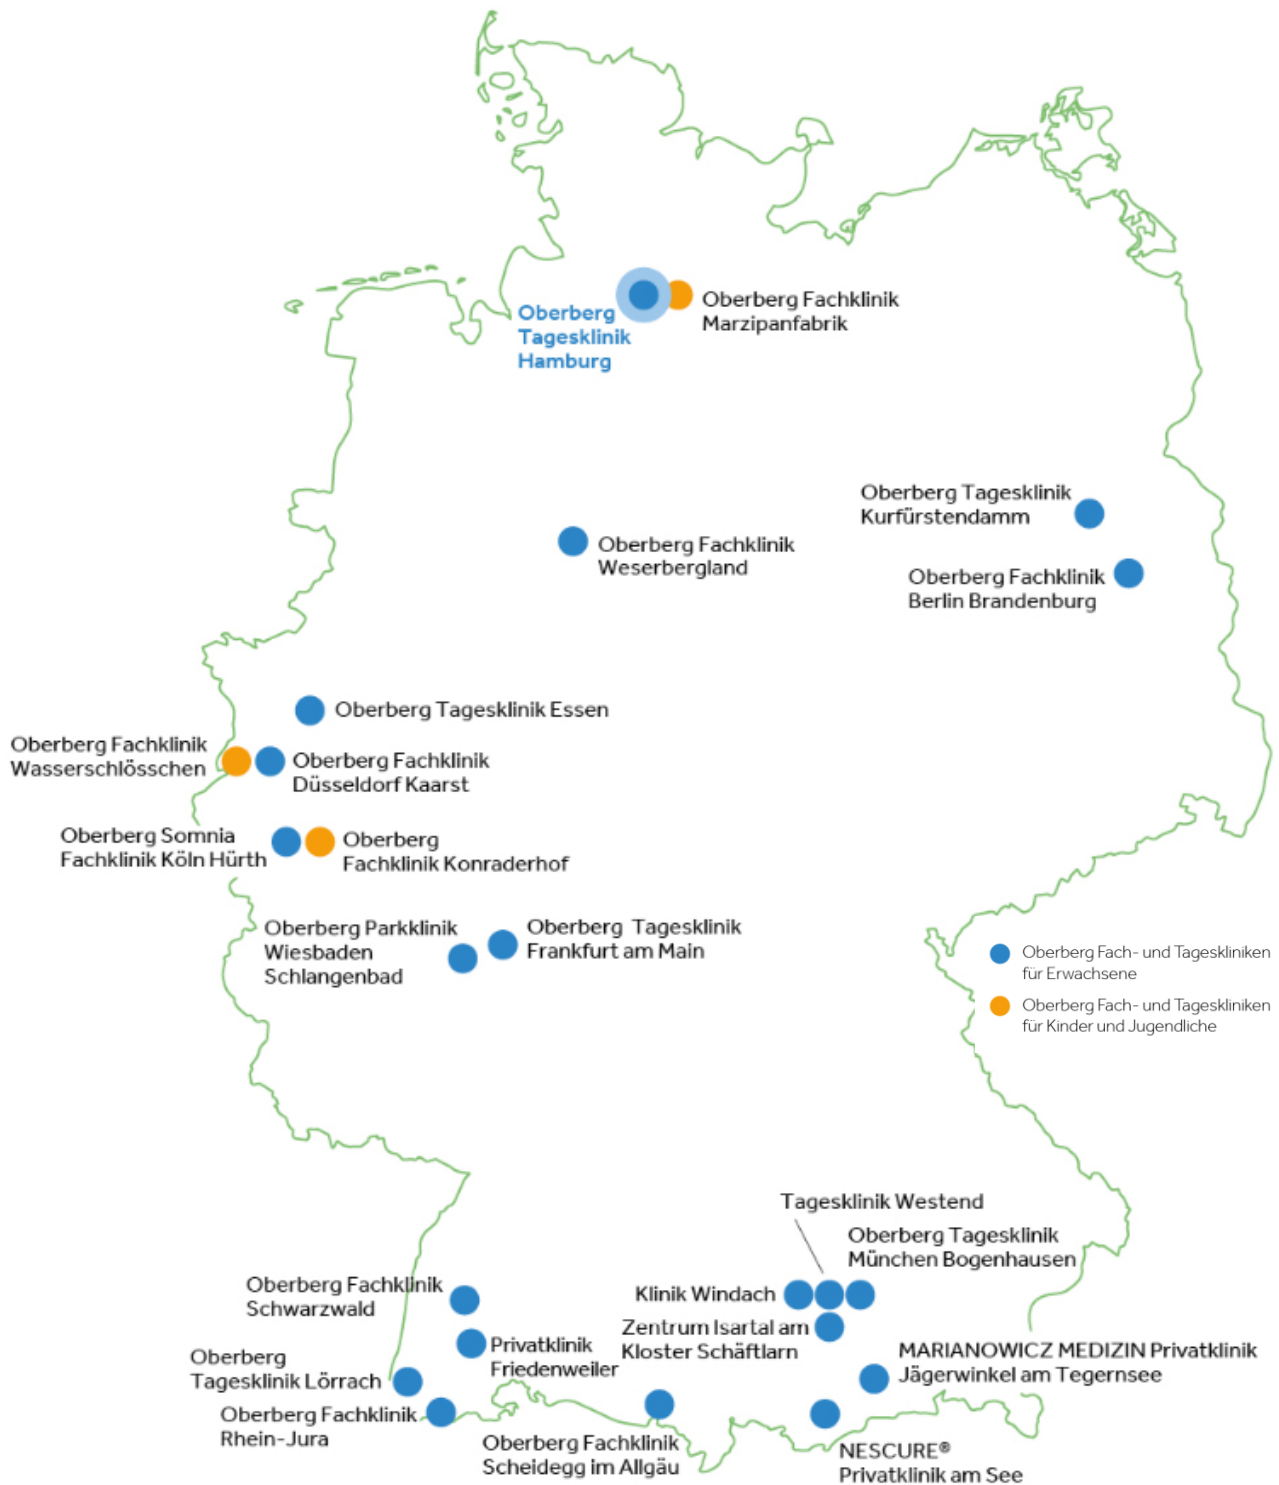 Oberberg
Tagesklinik
Hamburg
Oberberg Fachklinik
Marzipanfabrik
Oberberg Tagesklinik
Kurfürstendamm
Oberberg Fachklinik
Weserbergland
Oberberg Fachklinik
Berlin Brandenburg
Oberberg Tagesklinik Essen
Oberberg Fachklinik
Wasserschlösschen
Oberberg Fachklinik
Düsseldorf Kaarst
Oberberg Somnia
Fachklinik Köln Hürth
Oberberg
Fachklinik Konraderhof
Oberberg Parkklinik
Wiesbaden
Schlangenbad
Oberberg Tagesklinik
Frankfurt am Main
Oberberg Fach- und Tageskliniken
für Erwachsene
Oberberg Fach- und Tageskliniken
für Kinder und Jugendliche
Tagesklinik Westend
Oberberg Tagesklinik
München Bogenhausen
Oberberg Fachklinik
Schwarzwald
Klinik Windach
Zentrum Isartal am
Kloster Schäftlarn
Privatklinik
Friedenweiler
MARIANOWICZ MEDIZIN Privatklinik
Jägerwinkel am Tegernsee
Oberberg
Tagesklinik Lörrach
Oberberg Fachklinik
Rhein-Jura
Oberberg Fachklinik
Scheidegg im Allgäu
NESCURE®
Privatklinik am See